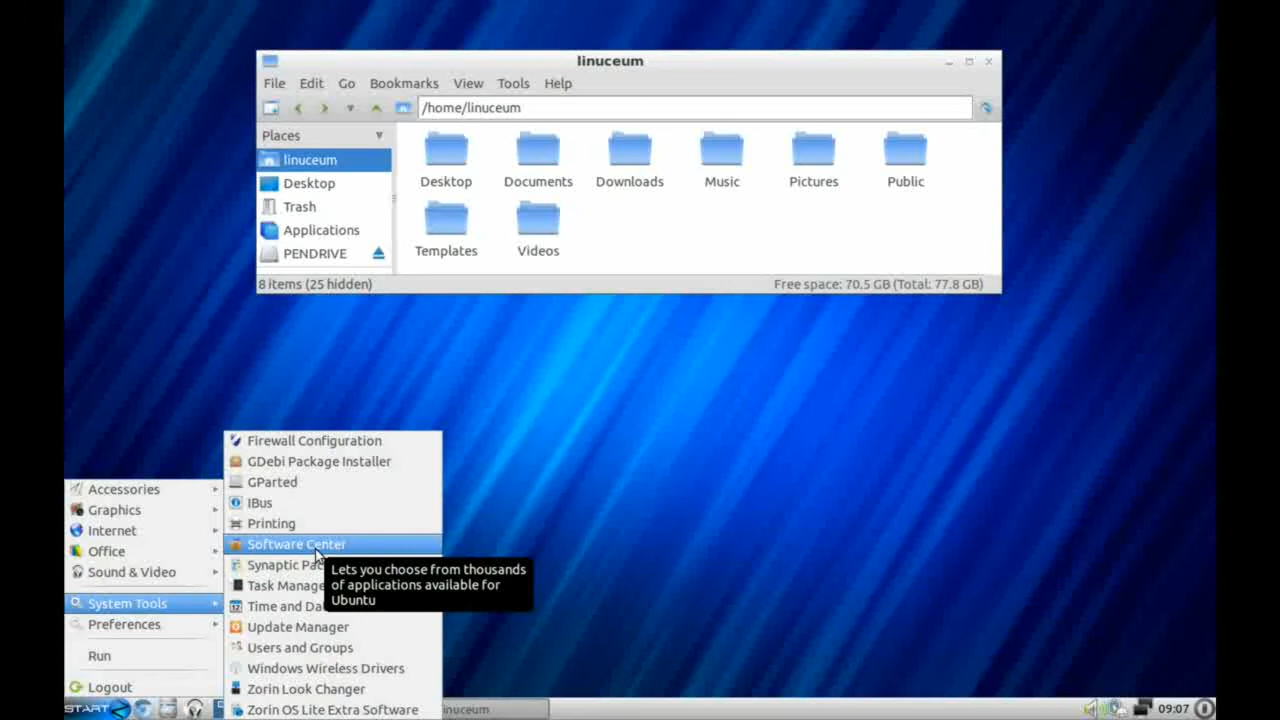 linuceum
File Edit Go Bookmarks View Tools Help
/home/linuceum
Places
linuceum
Desktop
Trash
Applications
PENDRIVE
Desktop Documents Downloads Music Pictures Public
Templates Videos
8 items (25 hidden)
Free space: 70.5 GB (Total: 77.8 GB)
Firewall Configuration
GDebi Package Installer
GParted
IBus
Printing
Software Center
Synaptic
Task
Time and
Update Manager
Users and Groups
Windows Wireless Drivers
Zorin Look Changer
Zorin OS Lite Extra Software
Lets you choose from thousands
of applications available for
Ubuntu
Accessories
Graphics
Internet
Office
Sound & Video
System Tools
Preferences
Run
Logout
START
linuceum
09:07